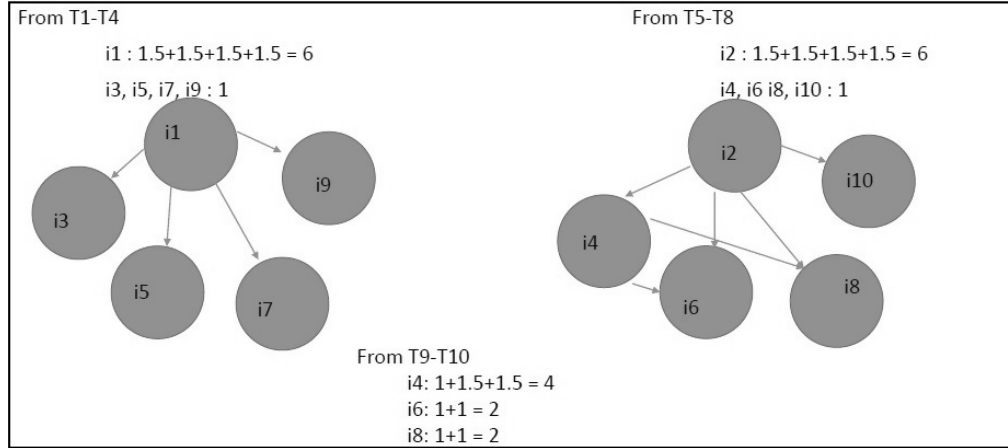 From T1-T4
i1 : 1.5+1.5+1.5+1.5 = 6
i3, i5, i7, i9 : 1
i1
i9
i3
i5
i7
From T5-T8
i2 : 1.5+1.5+1.5+1.5 = 6
i4, i6 i8, i10 : 1
i2
i10
i4
i8
i6
From T9-T10
i4: 1+1.5+1.5 = 4
i6: 1+1 = 2
i8: 1+1 = 2